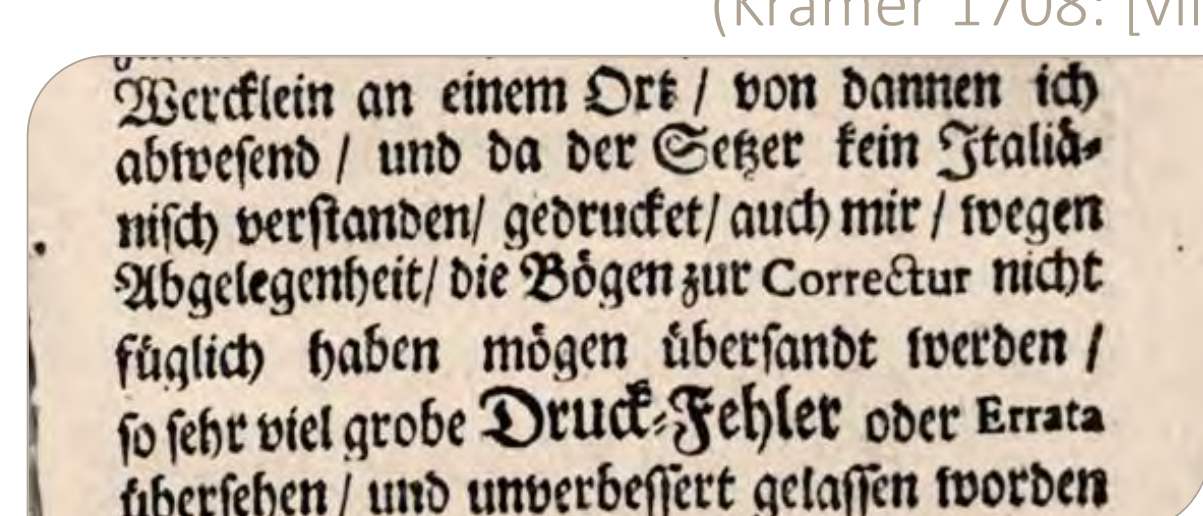 (Kramer 1708: [VII
Wercklein an einem Ort / von dannen ich
abwesend / und da der Setzer kein Italiä-
nisch verstanden/ gedrucket/ auch mir / wegen
Abgelegenheit/ die Bögen zur Correctur nicht
füglich haben mögen übersandt werden /
so sehr viel grobe Druck-Fehler oder Errata
übersehen / und unverbessert gelassen worden